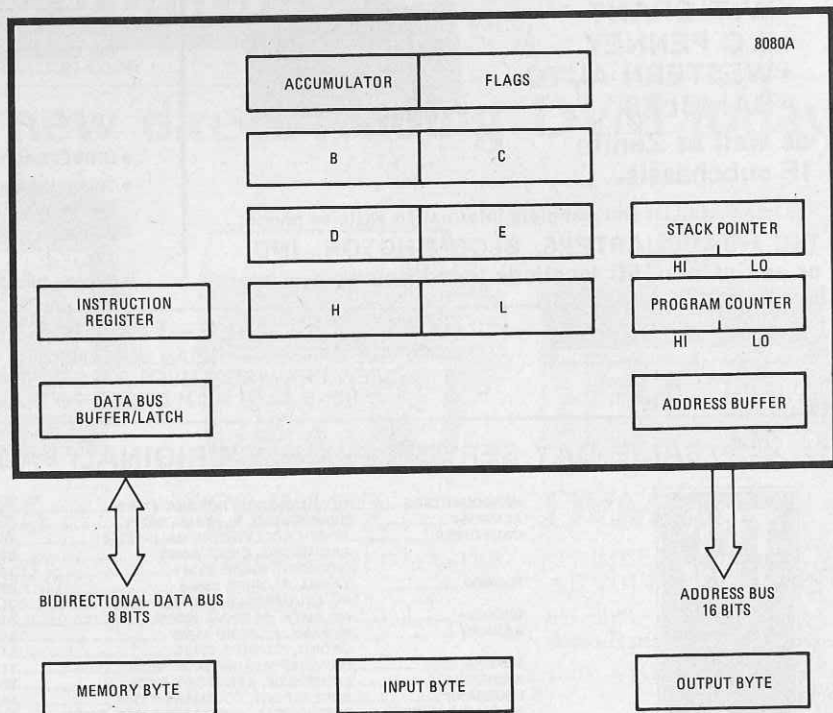 8080A
ACCUMULATOR
FLAGS
B
C
D
E
H
L
STACK POINTER
HI LO
PROGRAM COUNTER
HI LO
INSTRUCTION
REGISTER
DATA BUS
BUFFER/LATCH
ADDRESS BUFFER
BIDIRECTIONAL DATA BUS
8 BITS
ADDRESS BUS
16 BITS
MEMORY BYTE
INPUT BYTE
OUTPUT BYTE